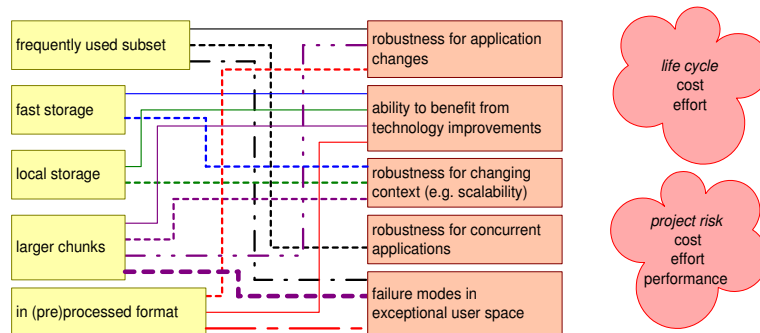 frequently used subset
fast storage
local storage
larger chunks
in (pre)processed format
robustness for application
changes
ability to benefit from
technology improvements
robustness for changing
context (e.g. scalability)
robustness for concurrent
applications
failure modes in
exceptional user space
life cycle
cost
effort
project risk
cost
effort
performance